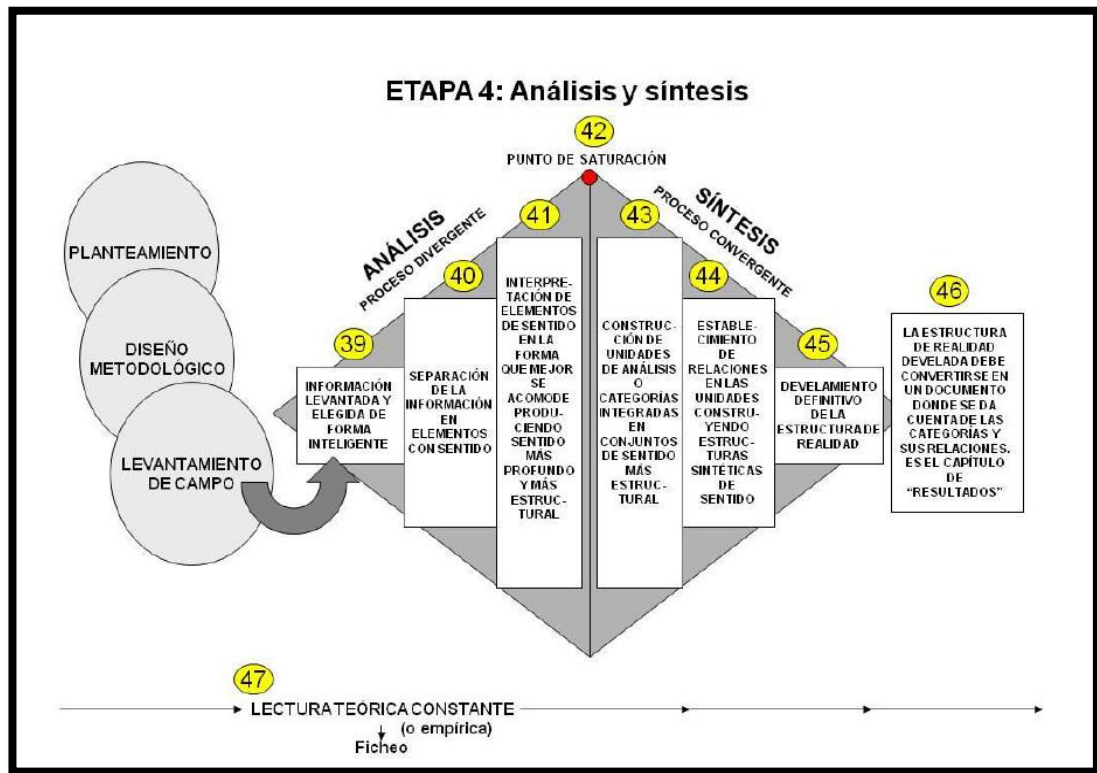 ETAPA 4: Análisis y síntesis
42
PUNTO DE SATURACIÓN
ANÁLISIS
PROCESO DIVERGENTE
SÍNTESIS
PROCESO CONVERGENTE
PLANTEAMIENTO
DISEÑO
METODOLÓGICO
LEVANTAMIENTO
DE CAMPO
39
INFORMACIÓN
LEVANTADA Y
ELEGIDA DE
FORMA
INTELIGENTE
40
SEPARACIÓN
DE LA
INFORMACIÓN
EN
ELEMENTOS
CON SENTIDO
41
INTERPRE-
TACIÓN DE
ELEMENTOS
DE SENTIDO
EN LA
FORMA
QUE MEJOR
SE
ACOMODE
PRODU-
CIENDO
SENTIDO
MÁS
PROFUNDO
Y MÁS
ESTRUC-
TURAL
43
CONSTRUC-
CIÓN DE
UNIDADES
DE ANÁLISIS
O
CATEGORÍAS
INTEGRADAS
EN
CONJUNTOS
DE SENTIDO
MÁS
ESTRUC-
TURAL
44
ESTABLE-
CIMIENTO
DE
RELACIONES
EN LAS
UNIDADES
CONSTRU-
YENDO
ESTRUC-
TURAS
SINTÉTICAS
DE
SENTIDO
45
DEVELAMIENTO
DEFINITIVO
DE LA
ESTRUCTURA DE
REALIDAD
46
LA ESTRUCTURA
DE REALIDAD
DEVELADA DEBE
CONVERTIRSE EN
UN DOCUMENTO
DONDE SE DA
CUENTA DE LAS
CATEGORÍAS Y
SUS RELACIONES.
ES EL CAPÍTULO
DE
“RESULTADOS”
47
LECTURA TEÓRICA CONSTANTE
(o empírica)
Ficheo